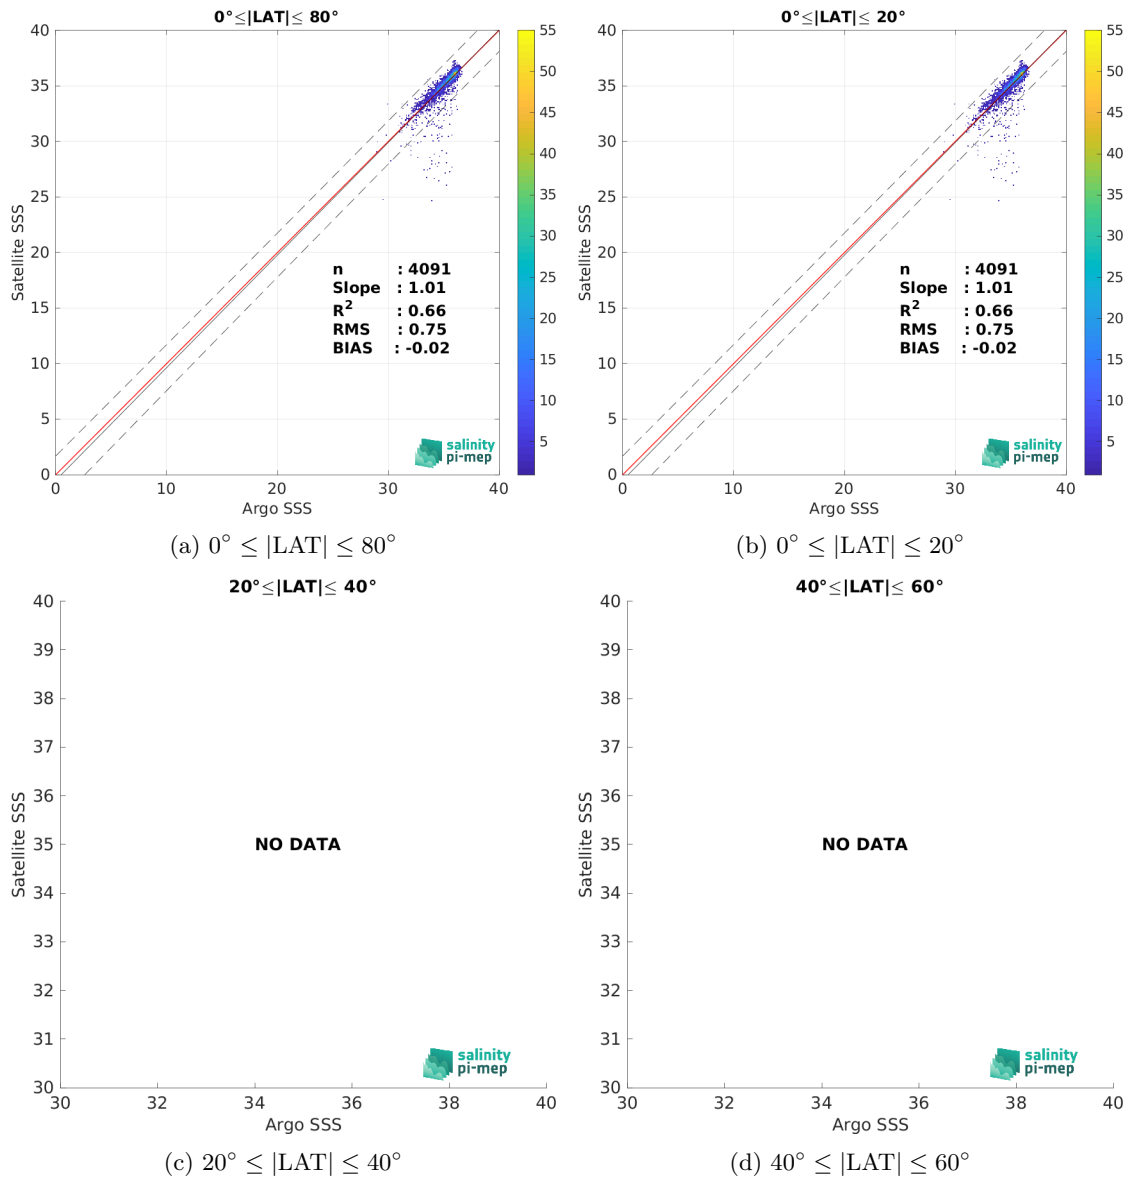 0°≤|LAT|≤ 80°
40
35
30
25
20
15
10
5
0
0
10
20
30
40
Satellite SSS
Argo SSS
n : 4091
Slope : 1.01
R² : 0.66
RMS : 0.75
BIAS : -0.02
salinity
pi-mep
55
50
45
40
35
30
25
20
15
10
5
(a) 0° ≤ |LAT| ≤ 80°
0°≤|LAT|≤ 20°
40
35
30
25
20
15
10
5
0
0
10
20
30
40
Satellite SSS
Argo SSS
n : 4091
Slope : 1.01
R² : 0.66
RMS : 0.75
BIAS : -0.02
salinity
pi-mep
55
50
45
40
35
30
25
20
15
10
5
(b) 0° ≤ |LAT| ≤ 20°
20°≤|LAT|≤ 40°
40
39
38
37
36
35
34
33
32
31
30
30
32
34
36
38
40
Satellite SSS
Argo SSS
NO DATA
salinity
pi-mep
(c) 20° ≤ |LAT| ≤ 40°
40°≤|LAT|≤ 60°
40
39
38
37
36
35
34
33
32
31
30
30
32
34
36
38
40
Satellite SSS
Argo SSS
NO DATA
salinity
pi-mep
(d) 40° ≤ |LAT| ≤ 60°